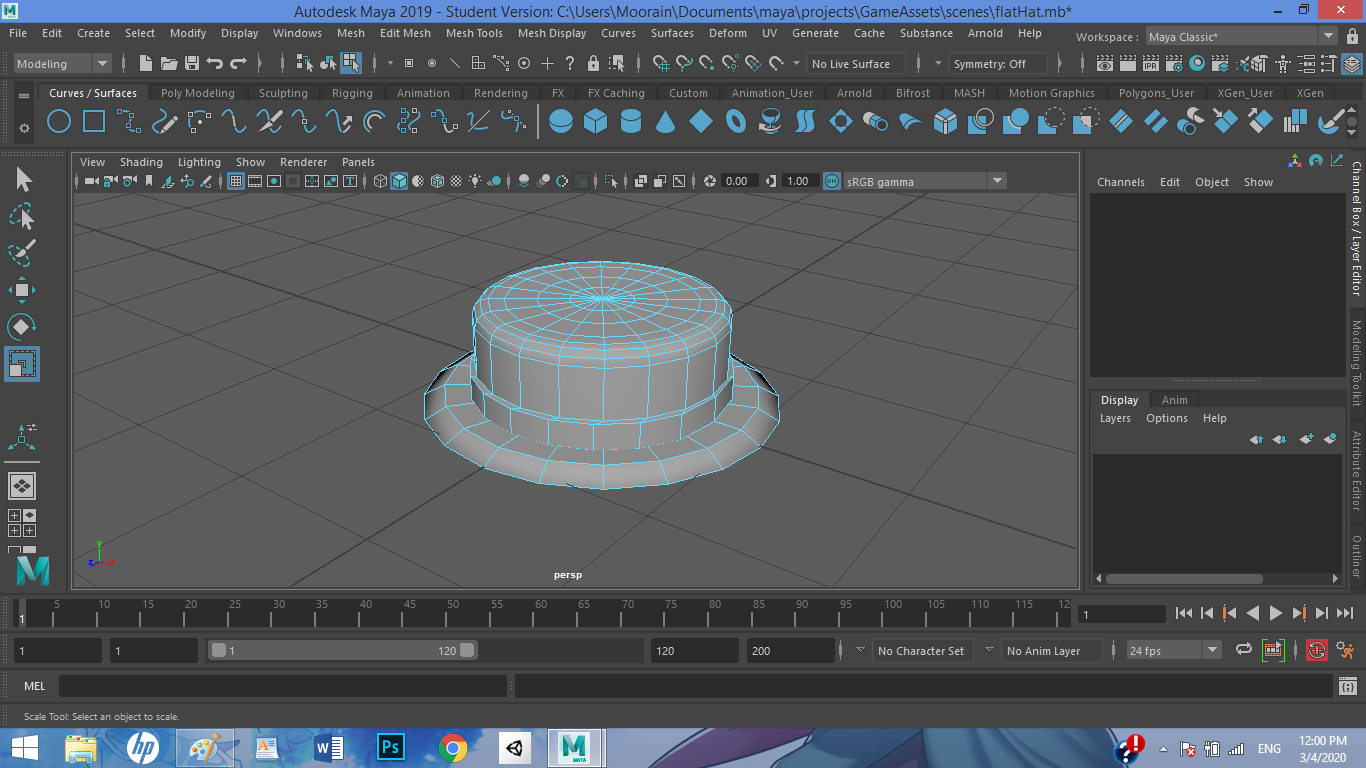 Autodesk Maya 2019 - Student Version: C:\Users\Moorain\Documents\maya\projects\GameAssets\scenes\flatHat.mb*
File Edit Create Select Modify Display Windows Mesh Edit Mesh Mesh Tools Mesh Display Curves Surfaces Deform UV Generate Cache Substance Arnold Help
Workspace : Maya Classic*
Modeling No Live Surface Symmetry: Off
Curves / Surfaces Poly Modeling Sculpting Rigging Animation Rendering FX FX Caching Custom Animation_User Arnold Bifrost MASH Motion Graphics Polygons_User XGen_User XGen
View Shading Lighting Show Renderer Panels
0.00 1.00 ON sRGB gamma
Channels Edit Object Show
Channel Box / Layer Editor
Modeling Toolkit
Attribute Editor
Outliner
Display Anim
Layers Options Help
y
z
persp
M
5 10 15 20 25 30 35 40 45 50 55 60 65 70 75 80 85 90 95 100 105 110 115 12
1 1
1 1 1 120 120 200 No Character Set No Anim Layer 24 fps
MEL
Scale Tool: Select an object to scale.
hp W Ps M MAYA
ENG
12:00 PM
3/4/2020